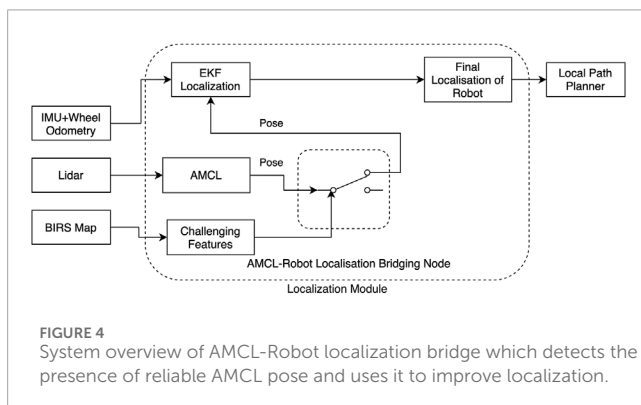 EKF
Localization
Final
Localisation of
Robot
Local Path
Planner
IMU+Wheel
Odometry
Pose
Lidar
AMCL
Pose
BIRS Map
Challenging
Features
AMCL-Robot Localisation Bridging Node
Localization Module
FIGURE 4
System overview of AMCL-Robot localization bridge which detects the
presence of reliable AMCL pose and uses it to improve localization.